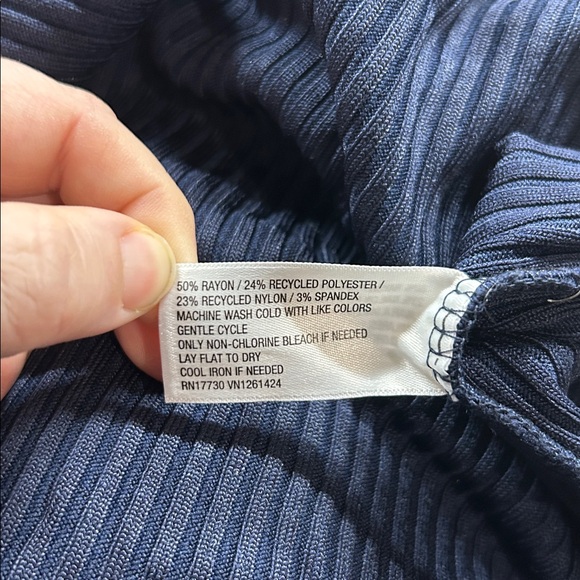 50% RAYON / 24% RECYCLED POLYESTER /
23% RECYCLED NYLON / 3% SPANDEX
MACHINE WASH COLD WITH LIKE COLORS
GENTLE CYCLE
ONLY NON-CHLORINE BLEACH IF NEEDED
LAY FLAT TO DRY
COOL IRON IF NEEDED
RN17730 VN1261424